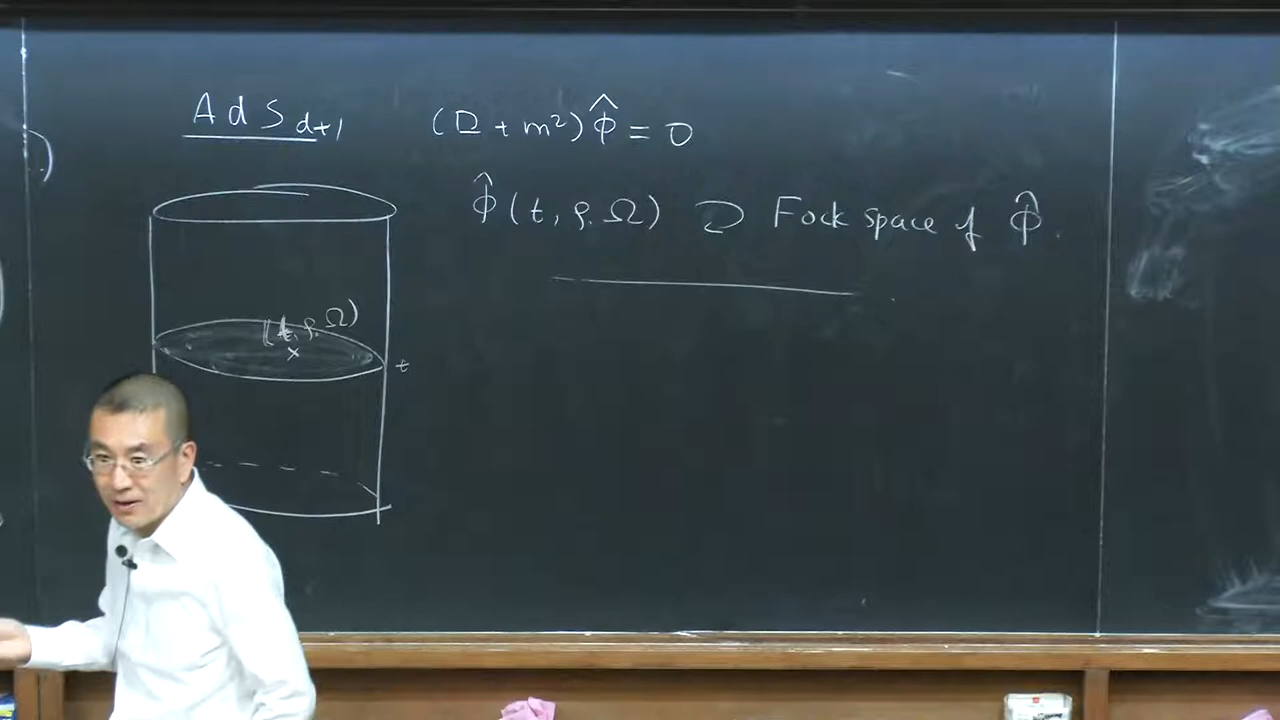 AdS_{d+1} (□ + m²) φ̂ = 0
φ̂ (t, ρ, Ω) ⊃ Fock space of φ̂.
(t, ρ, Ω)
x
t
)